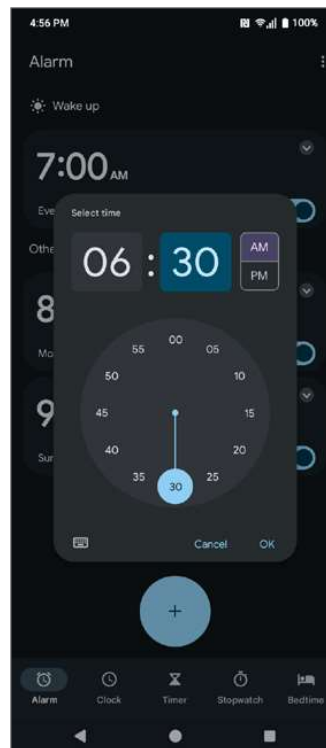 4:56 PM 100%
Alarm
Wake up
7:00 AM
Eve
Select time
Othe
06 : 30 AM
PM
8
Mo
00
55 05
50 10
45 15
9
40 20
Sur
35 25
30
Cancel OK
+
Alarm Clock Timer Stopwatch Bedtime